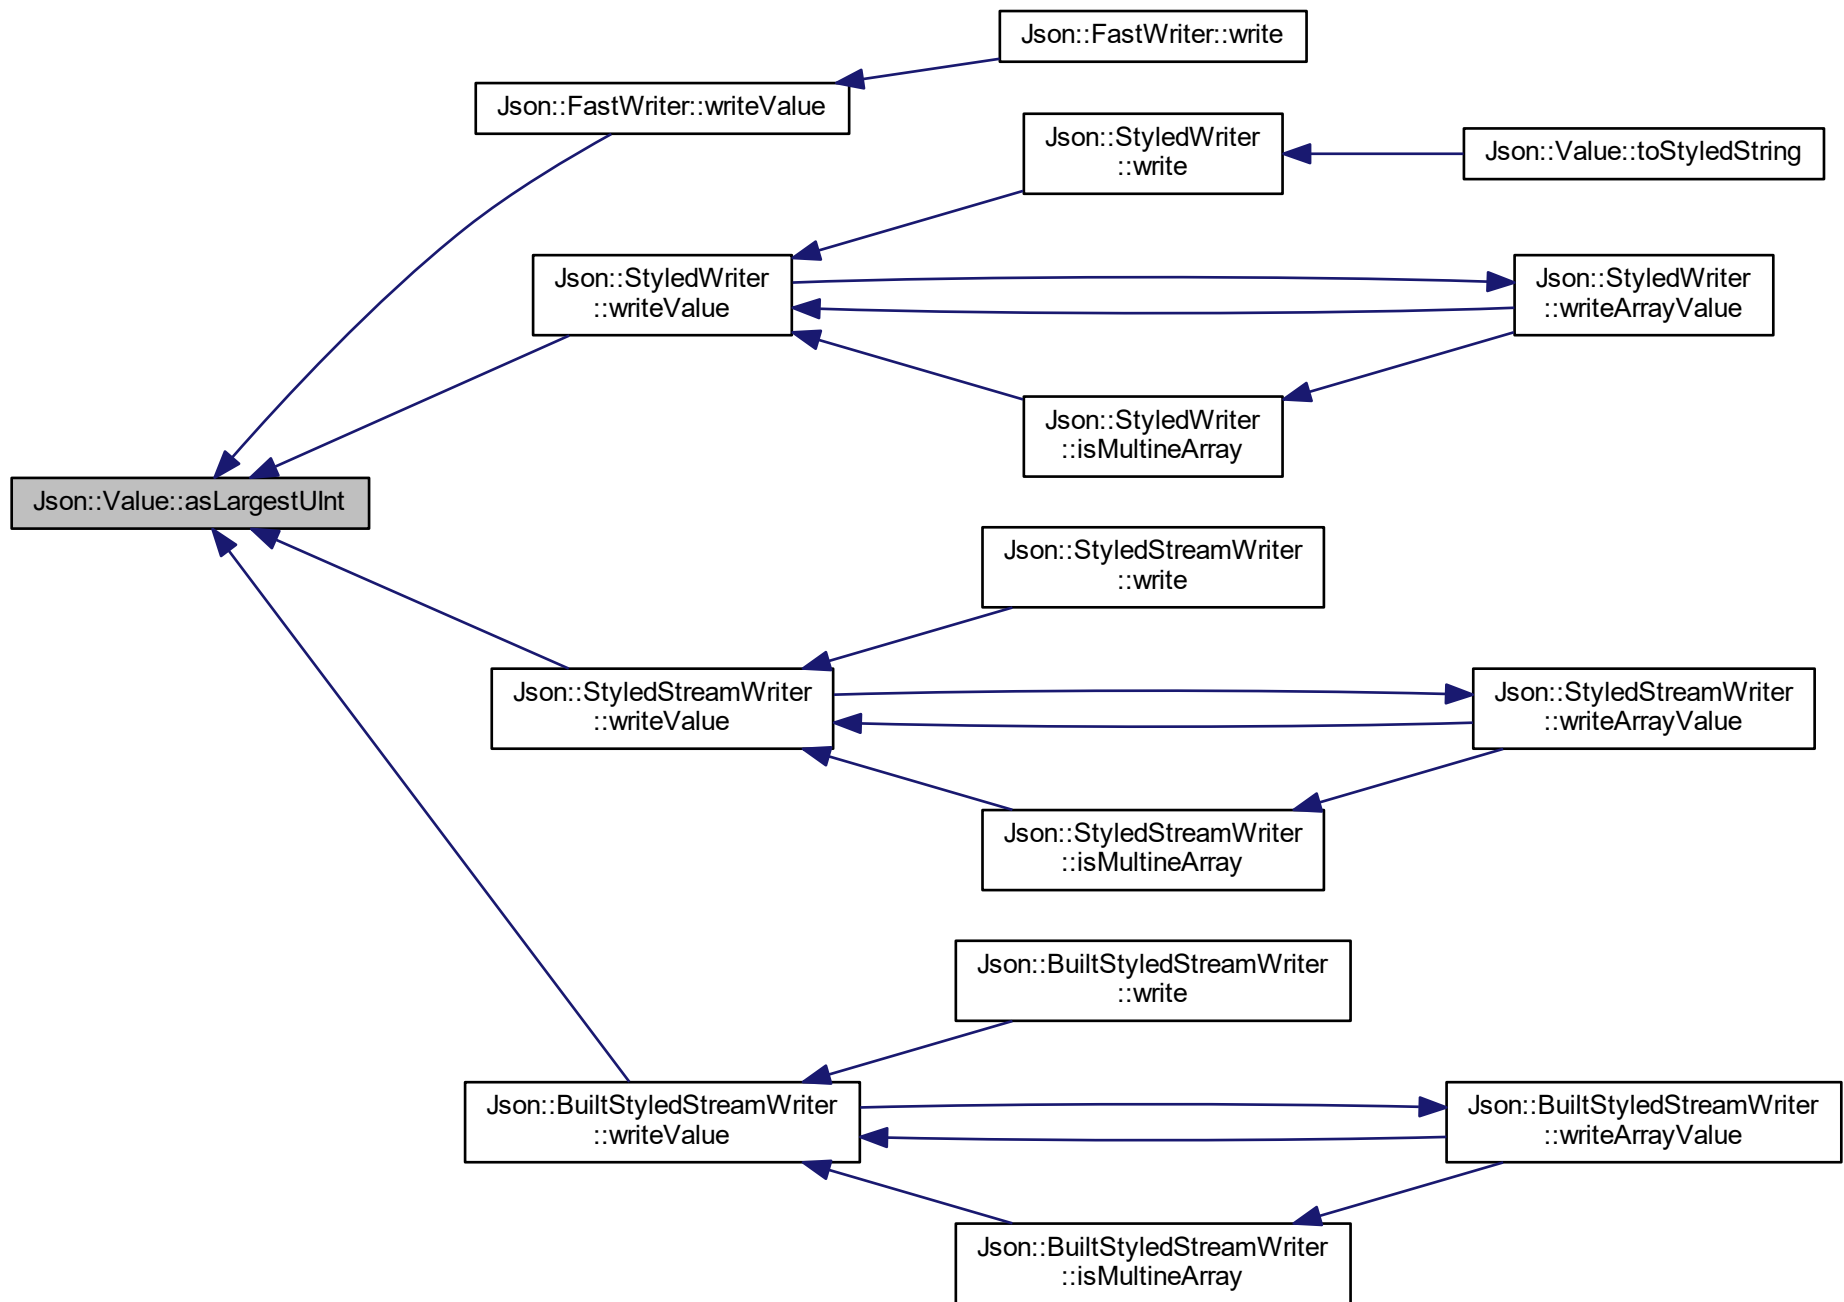 Json::FastWriter::write
Json::FastWriter::writeValue
Json::StyledWriter
::write
Json::Value::toStyledString
Json::StyledWriter
::writeValue
Json::StyledWriter
::writeArrayValue
Json::StyledWriter
::isMultineArray
Json::Value::asLargestUInt
Json::StyledStreamWriter
::write
Json::StyledStreamWriter
::writeValue
Json::StyledStreamWriter
::writeArrayValue
Json::StyledStreamWriter
::isMultineArray
Json::BuiltStyledStreamWriter
::write
Json::BuiltStyledStreamWriter
::writeValue
Json::BuiltStyledStreamWriter
::writeArrayValue
Json::BuiltStyledStreamWriter
::isMultineArray